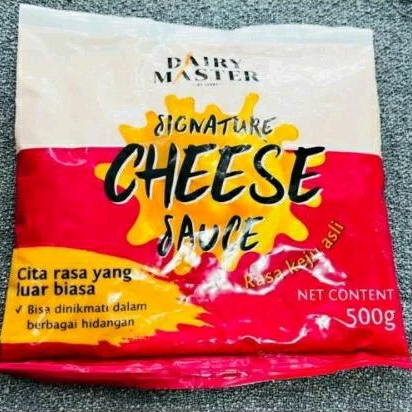 DAIRY
MASTER
SIGNATURE
CHEESE
SAUCE
Rasa keju asli
Cita rasa yang
luar biasa
✓ Bisa dinikmati dalam
berbagai hidangan
NET CONTENT
500g